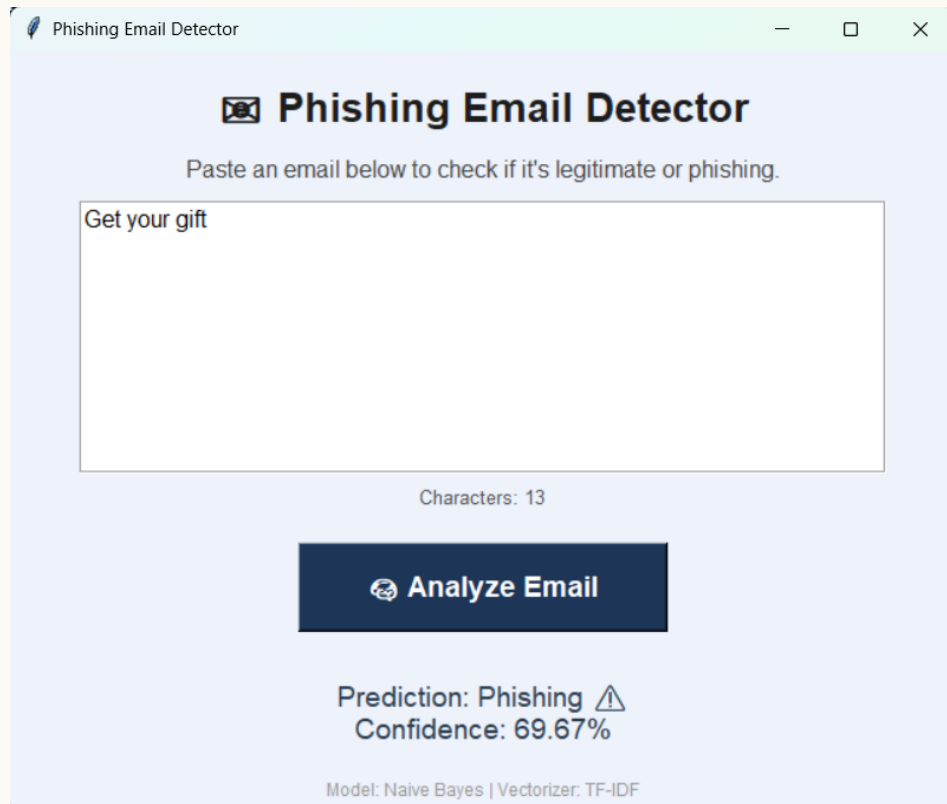 Phishing Email Detector
📧 Phishing Email Detector
Paste an email below to check if it's legitimate or phishing.
Get your gift
Characters: 13
Analyze Email
Prediction: Phishing ⚠
Confidence: 69.67%
Model: Naive Bayes | Vectorizer: TF-IDF